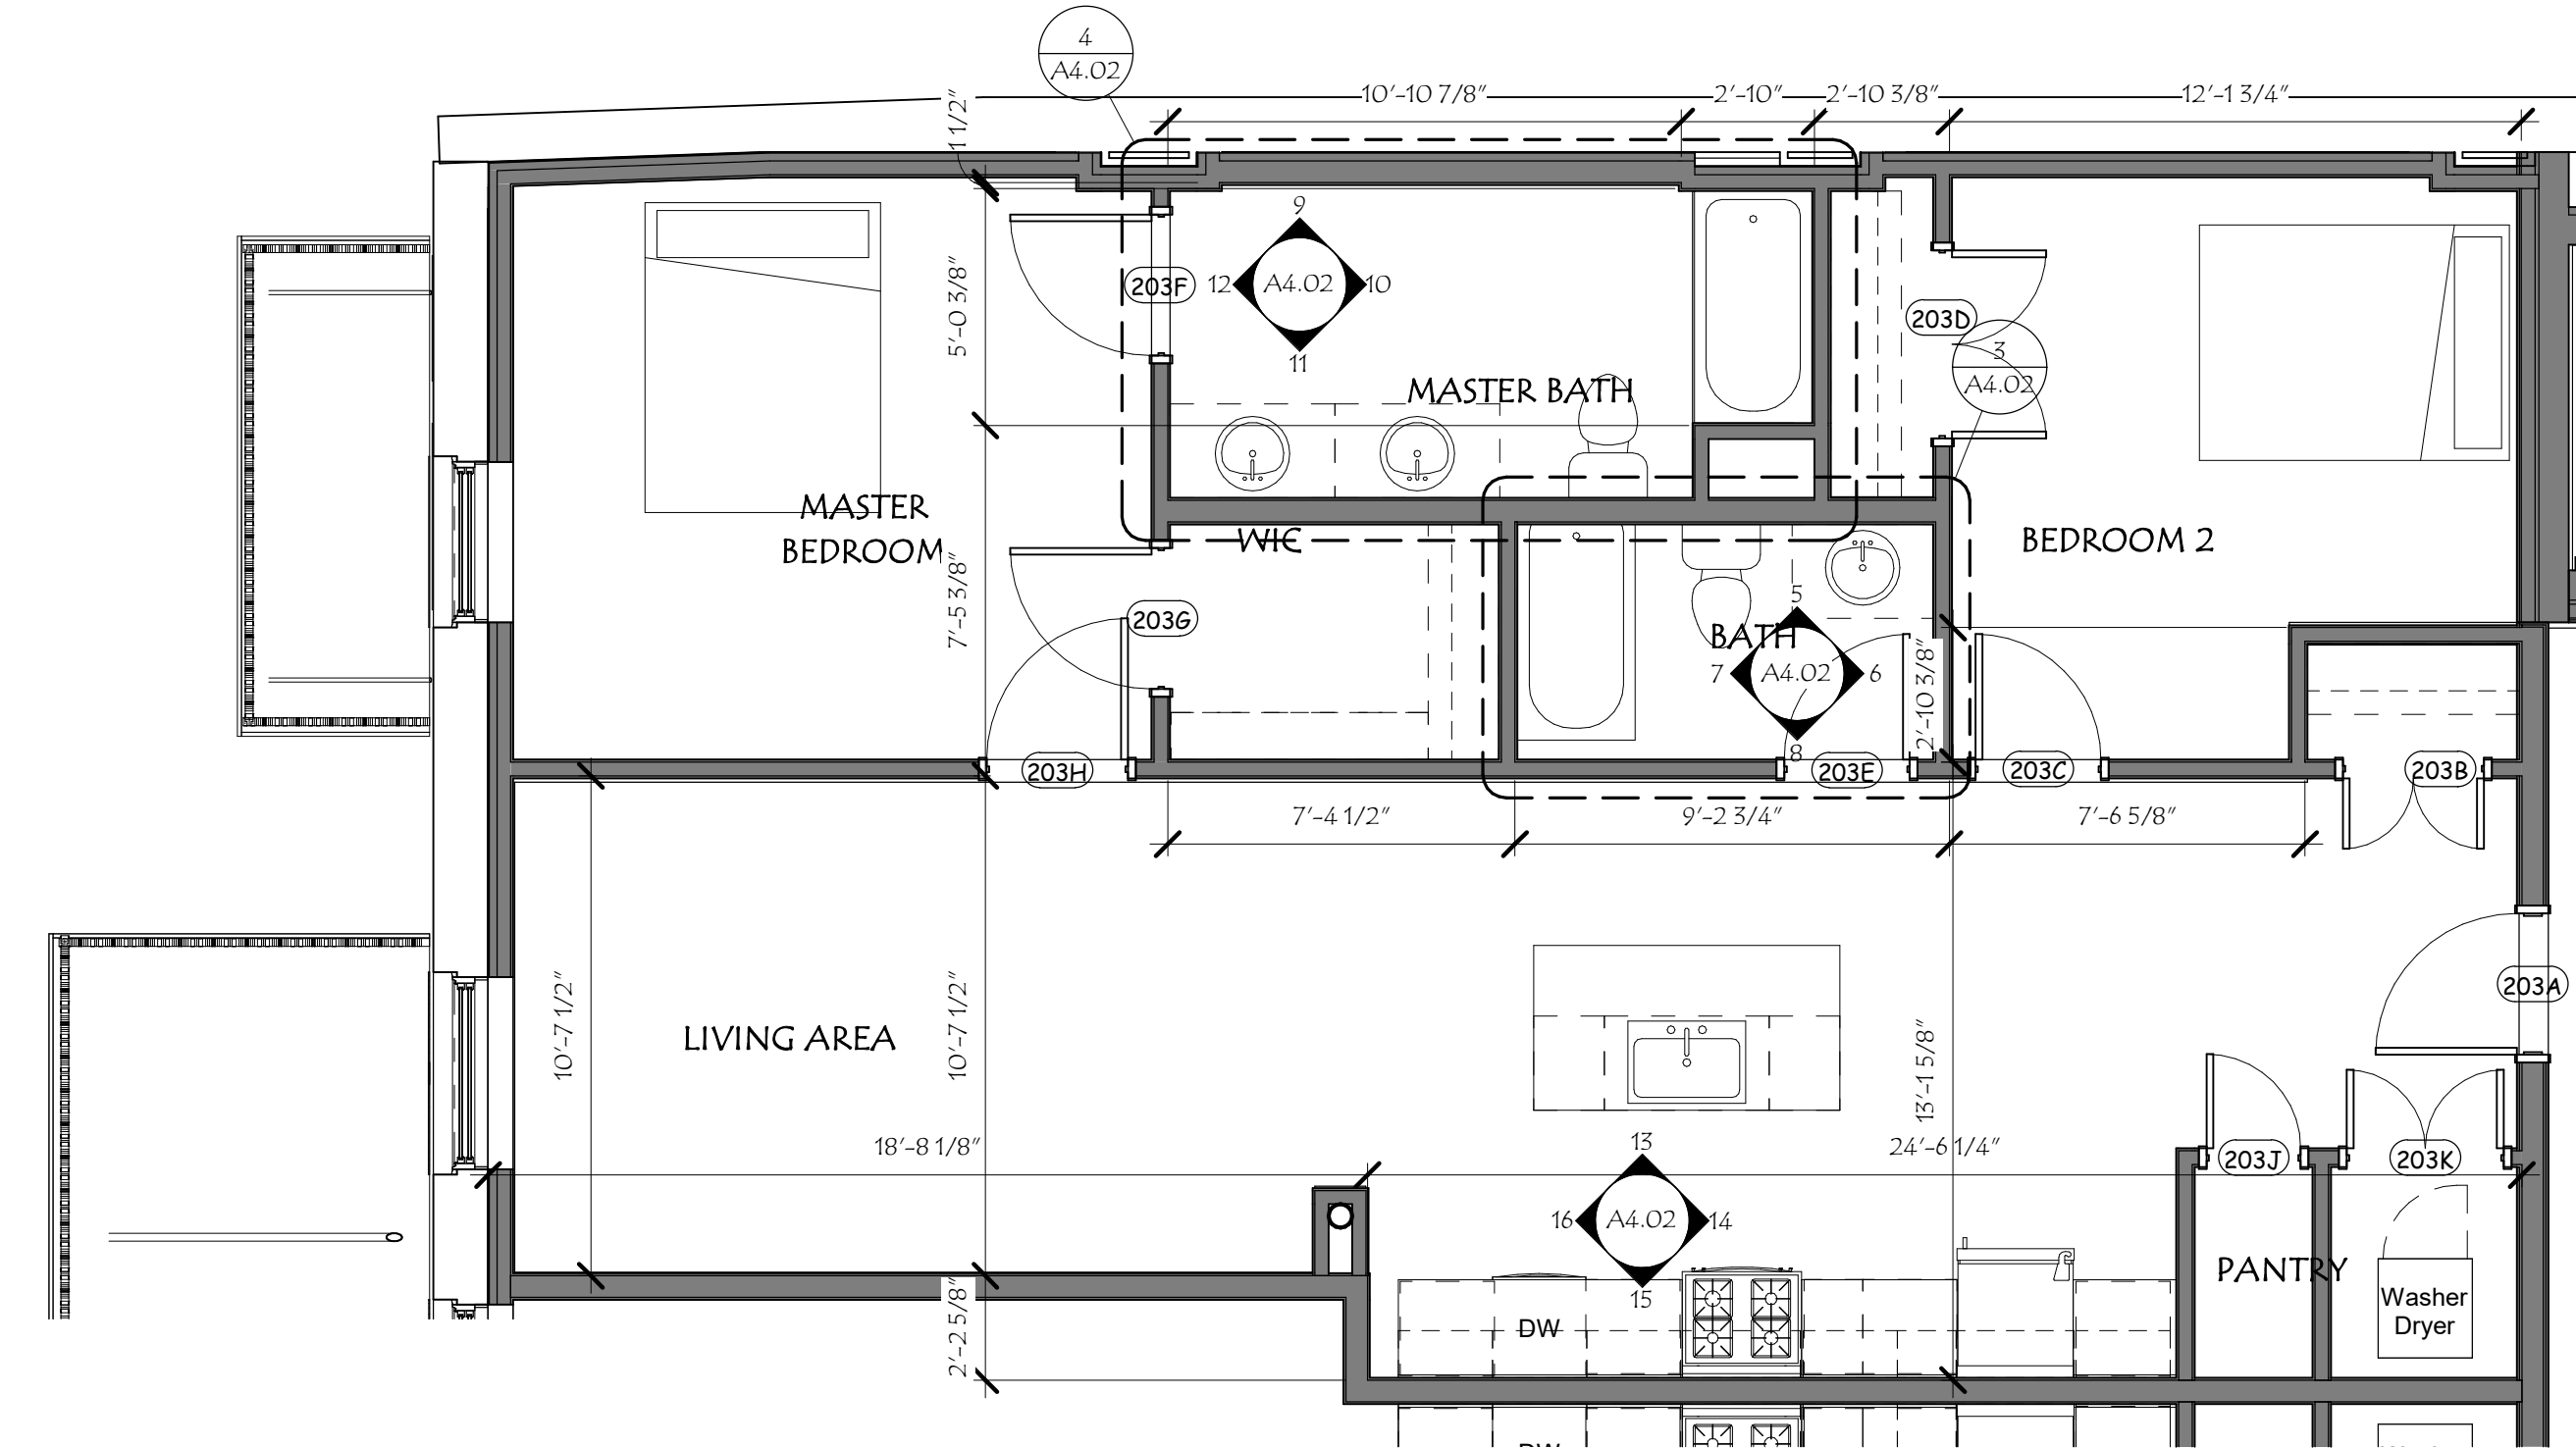 4
A4.02
10'-10 7/8"
2'-10"
2'-10 3/8"
12'-1 3/4"
1 1/2"
9
12
A4.02
10
11
203F
5'-0 3/8"
203D
3
A4.02
MASTER BATH
MASTER
BEDROOM
WIC
BEDROOM 2
7'-5 3/8"
203G
5
BATH
7
A4.02
6
8
2'-10 3/8"
203H
203E
203C
203B
7'-4 1/2"
9'-2 3/4"
7'-6 5/8"
203A
10'-7 1/2"
LIVING AREA
10'-7 1/2"
13'-1 5/8"
18'-8 1/8"
24'-6 1/4"
13
16
A4.02
14
15
203J
203K
PANTRY
Washer
Dryer
DW
2'-2 5/8"